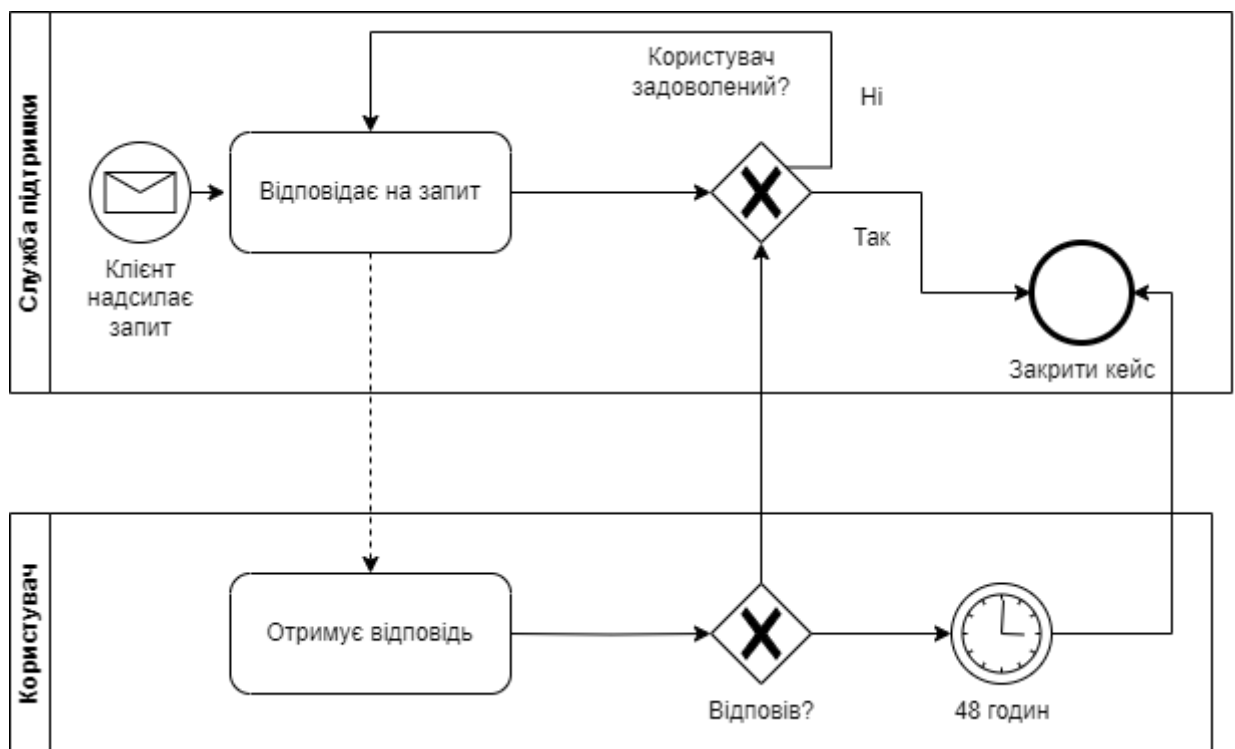 Служба підтримки
Користувач
задоволений?
Ні
Відповідає на запит
Так
Клієнт
надсилає
запит
Закрити кейс
Користувач
Отримує відповідь
Відповів?
48 годин